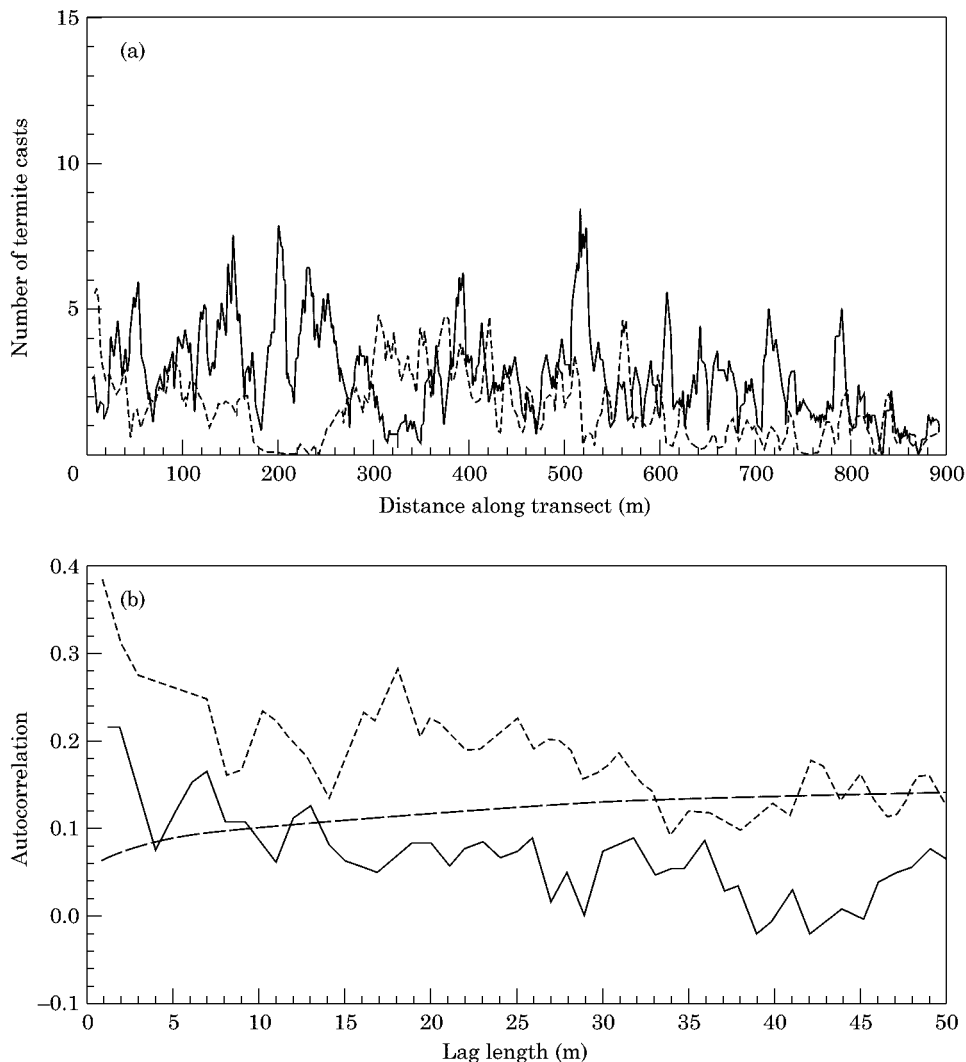 (a)
15
10
5
Number of termite casts
0 100 200 300 400 500 600 700 800 900
Distance along transect (m)
(b)
0.4
0.3
0.2
0.1
0.0
–0.1
Autocorrelation
0 5 10 15 20 25 30 35 40 45 50
Lag length (m)